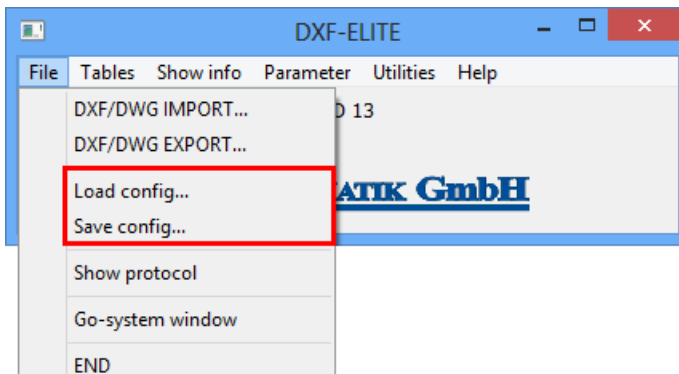 DXF-ELITE
File Tables Show info Parameter Utilities Help
DXF/DWG IMPORT...
13
DXF/DWG EXPORT...
Load config...
GmbH
Save config...
Show protocol
Go-system window
END